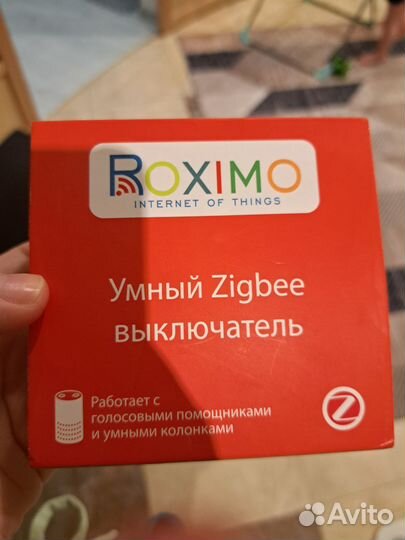 ROXIMO
INTERNET OF THINGS
Умный Zigbee
выключатель
Работает с
голосовыми помощниками
и умными колонками
Avito